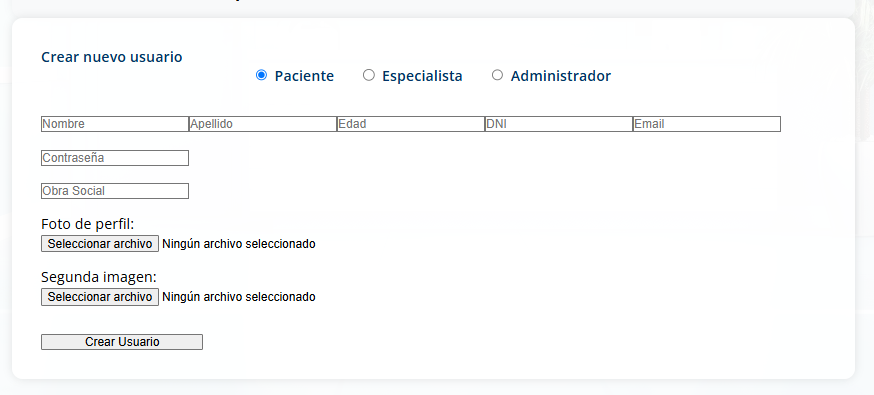 Crear nuevo usuario
Paciente Especialista Administrador
Nombre Apellido Edad DNI Email
Contraseña
Obra Social
Foto de perfil:
Seleccionar archivo Ningún archivo seleccionado
Segunda imagen:
Seleccionar archivo Ningún archivo seleccionado
Crear Usuario